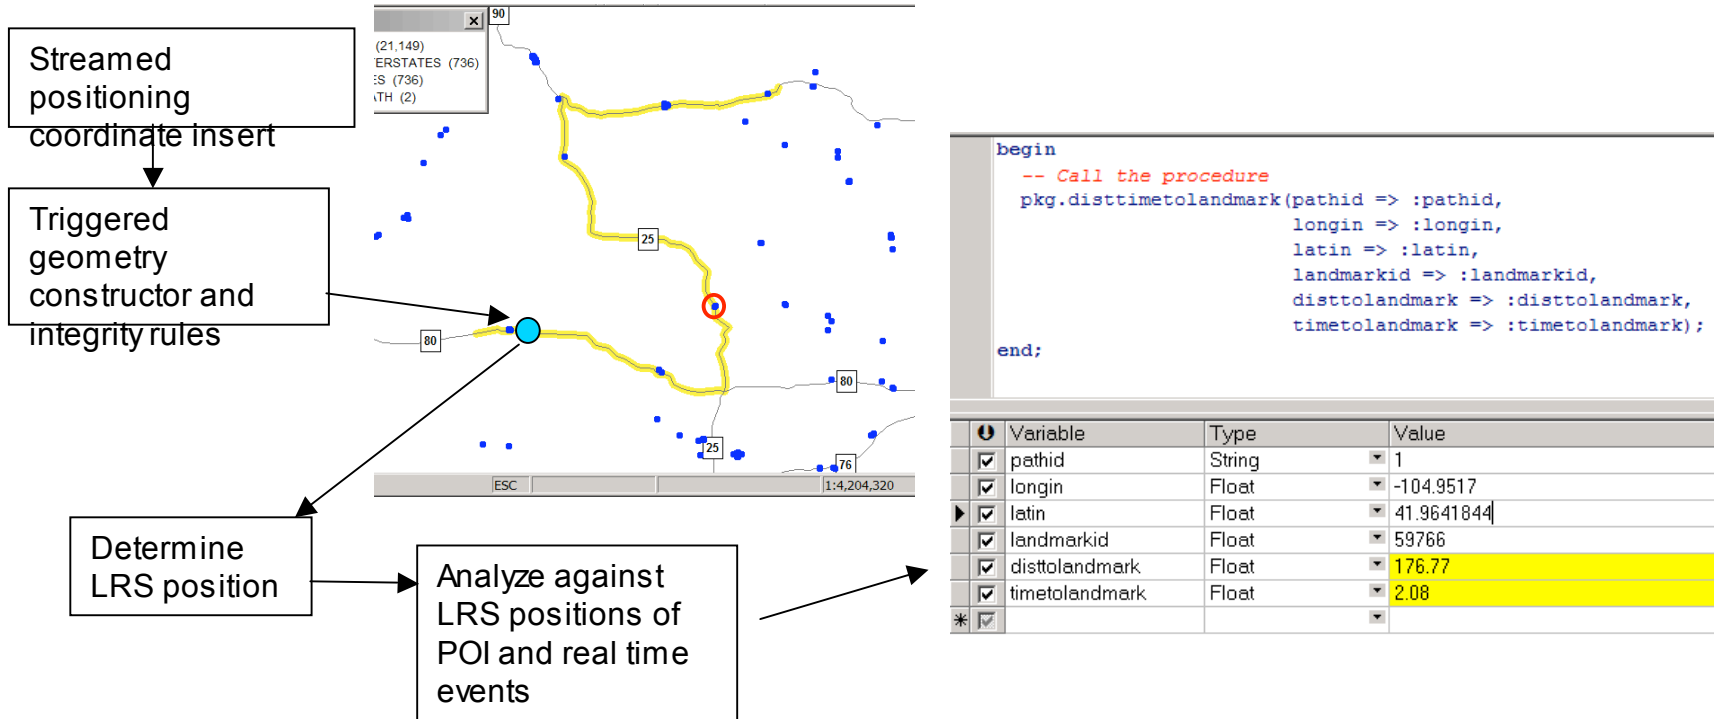 Streamed
positioning
coordinate insert
Triggered
geometry
constructor and
integrity rules
Determine
LRS position
Analyze against
LRS positions of
POI and real time
events
(21,149)
ERSTATES (736)
ES (736)
ATH (2)
90
25
80
80
25
76
ESC
1:4,204,320
begin
-- Call the procedure
pkg.disttimetolandmark(pathid => :pathid,
longin => :longin,
latin => :latin,
landmarkid => :landmarkid,
disttolandmark => :disttolandmark,
timetolandmark => :timetolandmark);
end;
Variable Type Value
pathid String 1
longin Float -104.9517
latin Float 41.9641844
landmarkid Float 59766
disttolandmark Float 176.77
timetolandmark Float 2.08